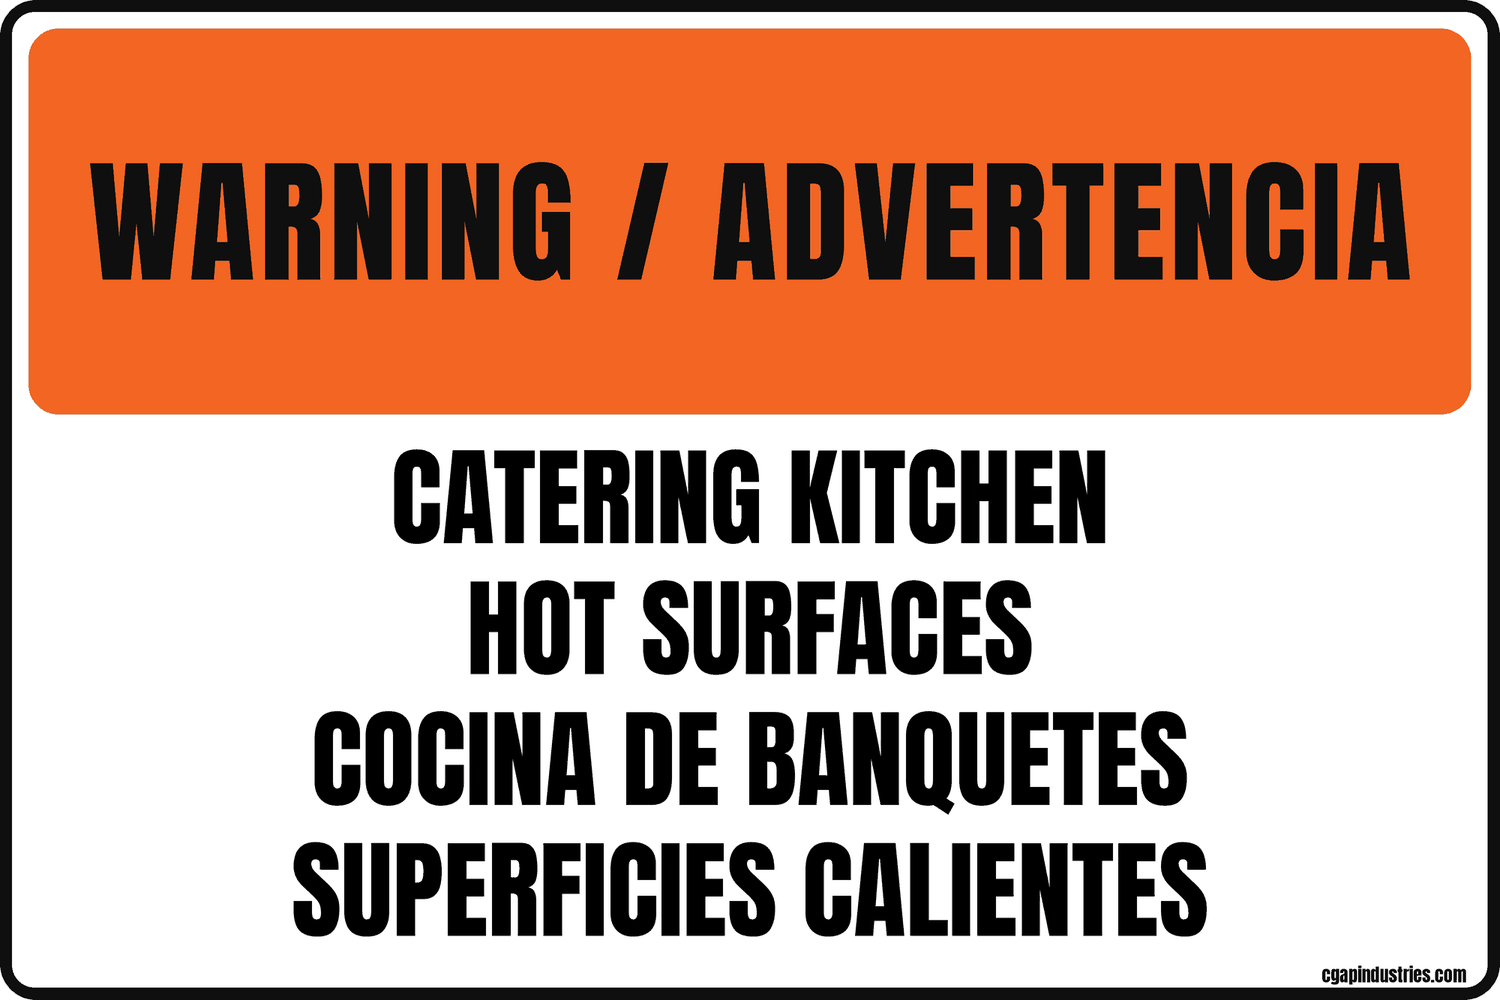 WARNING / ADVERTENCIA
CATERING KITCHEN
HOT SURFACES
COCINA DE BANQUETES
SUPERFICIES CALIENTES
cgapindustries.com